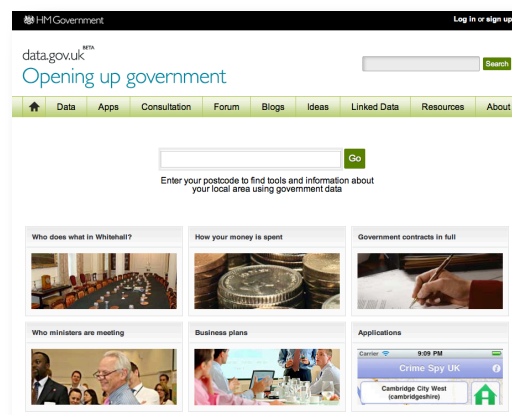 HM Government
Log in or sign up
data.gov.uk BETA
Opening up government
Search
Data Apps Consultation Forum Blogs Ideas Linked Data Resources About
Go
Enter your postcode to find tools and information about
your local area using government data
Who does what in Whitehall? How your money is spent Government contracts in full
Who ministers are meeting Business plans Applications
Carrier 9:09 PM
Crime Spy UK
Cambridge City West
(cambridgeshire)